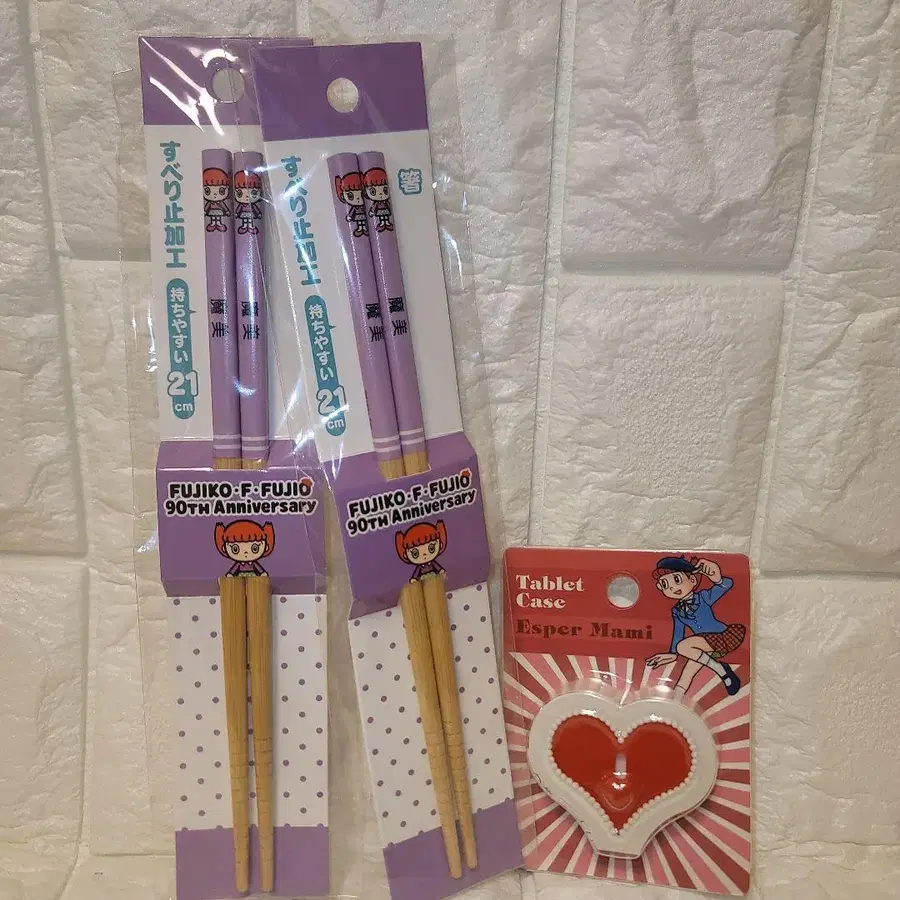 すべり止加工
持ちやすい
21
cm
魔美
魔美
FUJIKO・F・FUJIO
90TH Anniversary
箸
すべり止加工
持ちやすい
21
cm
魔美
魔美
FUJIKO・F・FUJIO
90TH Anniversary
Tablet
Case
Esper Mami